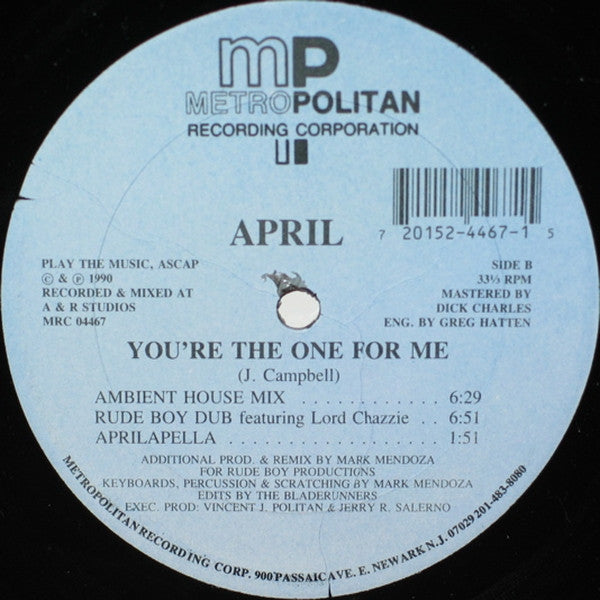 mp
METROPOLITAN
RECORDING CORPORATION
APRIL
7 20152-4467-1 5
PLAY THE MUSIC, ASCAP
© & ℗ 1990
RECORDED & MIXED AT
A & R STUDIOS
MRC 04467
SIDE B
33⅓ RPM
MASTERED BY
DICK CHARLES
ENG. BY GREG HATTEN
YOU'RE THE ONE FOR ME
(J. Campbell)
AMBIENT HOUSE MIX . . . . . . . . . . . . 6:29
RUDE BOY DUB featuring Lord Chazzie . . 6:51
APRILAPELLA . . . . . . . . . . . . . . . . . . 1:51
ADDITIONAL PROD. & REMIX BY MARK MENDOZA
FOR RUDE BOY PRODUCTIONS
KEYBOARDS, PERCUSSION & SCRATCHING BY MARK MENDOZA
EDITS BY THE BLADERUNNERS
EXEC. PROD: VINCENT J. POLITAN & JERRY R. SALERNO
METROPOLITAN RECORDING CORP. 900 PASSAIC AVE. E. NEWARK N.J. 07029 201-483-8080